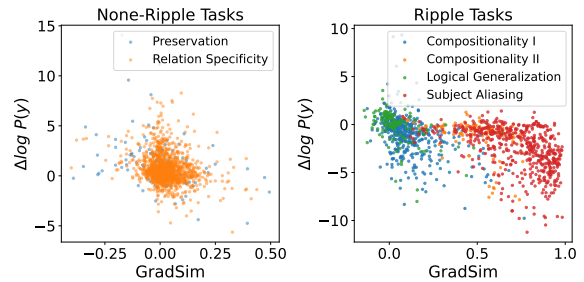 None-Ripple Tasks
Preservation
Relation Specificity
15
10
5
0
−5
Δlog P(y)
−0.25
0.00
0.25
0.50
GradSim
Ripple Tasks
Compositionality I
Compositionality II
Logical Generalization
Subject Aliasing
10
5
0
−5
−10
Δlog P(y)
0.0
0.5
1.0
GradSim